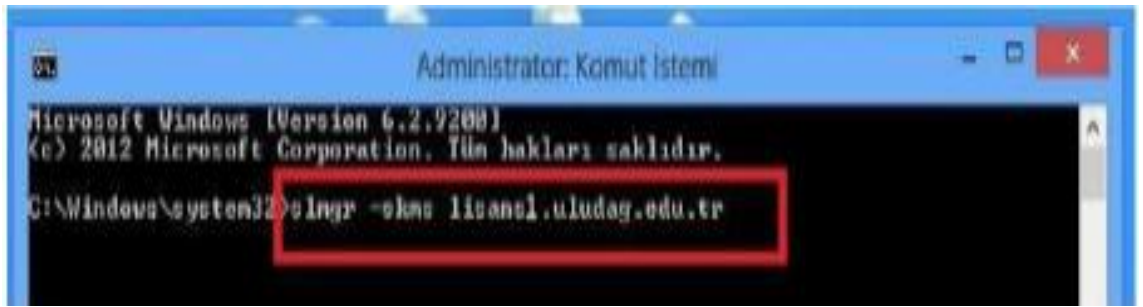 Administrator: Komut İstemi
Microsoft Windows [Version 6.2.9200]
(c) 2012 Microsoft Corporation. Tüm hakları saklıdır.
C:\Windows\system32>slmgr -skms lisans1.uludag.edu.tr